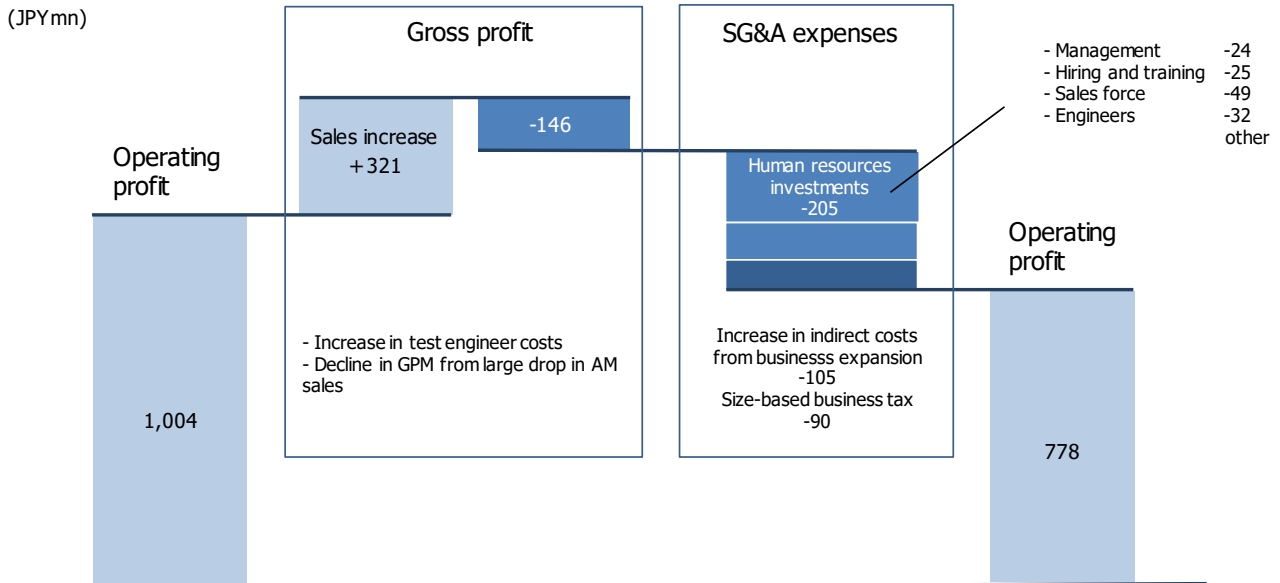 (JPYmn)
Gross profit
SG&A expenses
- Management -24
- Hiring and training -25
- Sales force -49
- Engineers -32
other
Operating
profit
Sales increase
+321
-146
Human resources
investments
-205
Operating
profit
- Increase in test engineer costs
- Decline in GPM from large drop in AM
sales
Increase in indirect costs
from businesss expansion
-105
Size-based business tax
-90
1,004
778